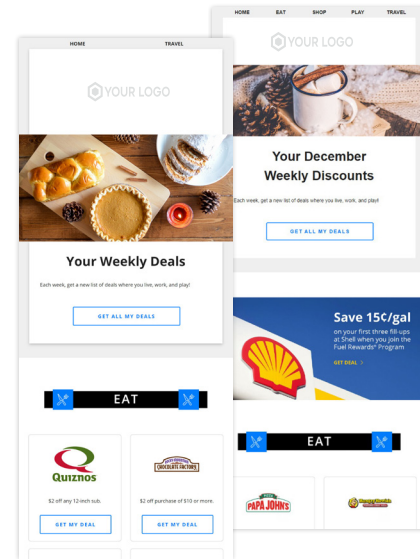 HOME EAT SHOP PLAY TRAVEL
YOUR LOGO
Your December
Weekly Discounts
Each week, get a new list of deals where you live, work, and play!
GET ALL MY DEALS
Save 15¢/gal
on your first three fill-ups
at Shell when you join the
Fuel Rewards® Program
GET DEAL >
EAT
PAPA JOHN'S
HOME TRAVEL
YOUR LOGO
Your Weekly Deals
Each week, get a new list of deals where you live, work, and play!
GET ALL MY DEALS
EAT
Quiznos
$2 off any 12-inch sub.
GET MY DEAL
CHOCOLATE FACTORY
$2 off purchase of $10 or more.
GET MY DEAL